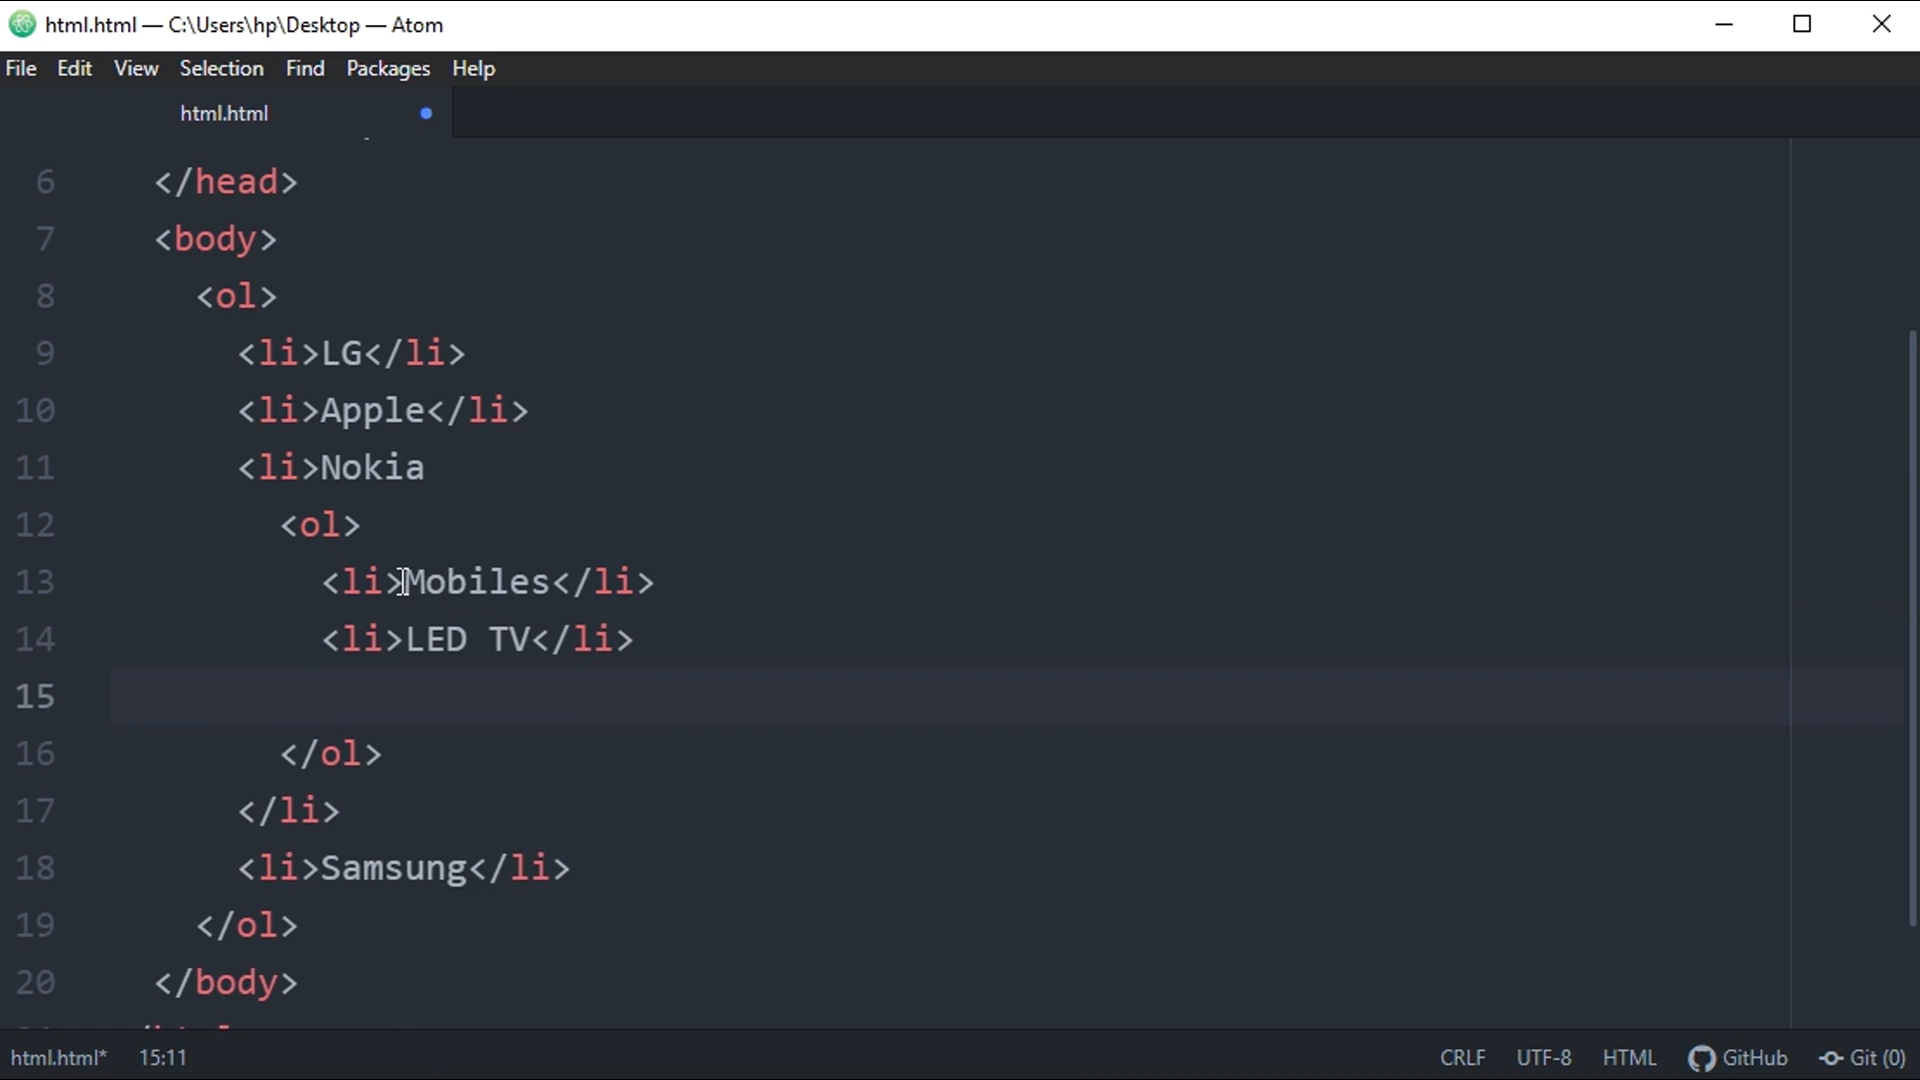 html.html — C:\Users\hp\Desktop — Atom
File Edit View Selection Find Packages Help
html.html
6 </head>
7 <body>
8 <ol>
9 <li>LG</li>
10 <li>Apple</li>
11 <li>Nokia
12 <ol>
13 <li>Mobiles</li>
14 <li>LED TV</li>
15
16 </ol>
17 </li>
18 <li>Samsung</li>
19 </ol>
20 </body>
html.html* 15:11 CRLF UTF-8 HTML GitHub Git (0)